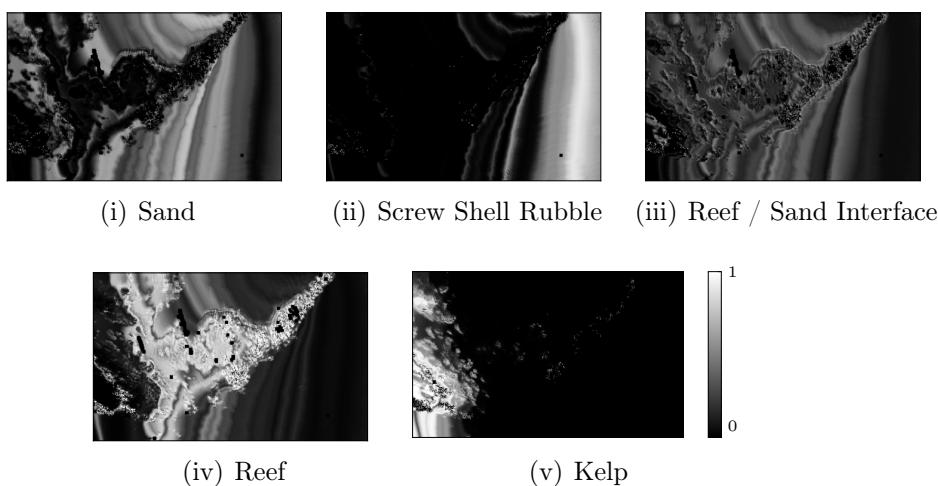 (i) Sand
(ii) Screw Shell Rubble
(iii) Reef / Sand Interface
1
0
(iv) Reef
(v) Kelp